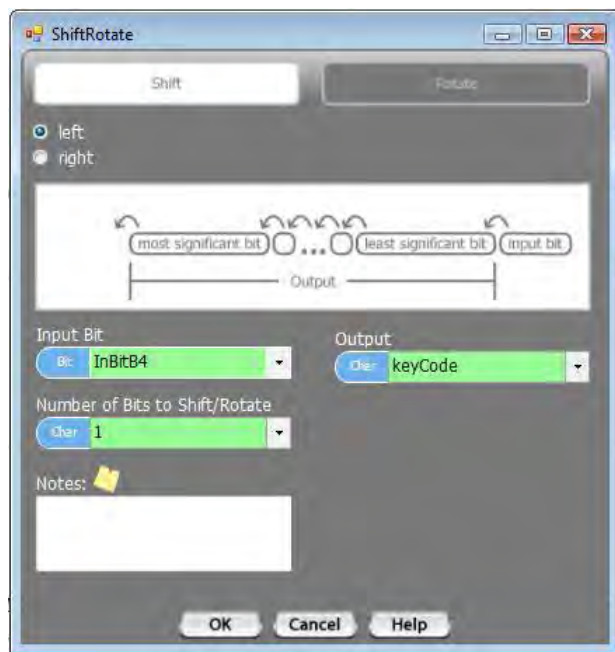 ShiftRotate
Shift
Rotate
left
right
most significant bit ... least significant bit input bit
Output
Input Bit
Output
Bit InBitB4
Char keyCode
Number of Bits to Shift/Rotate
Char 1
Notes:
OK Cancel Help